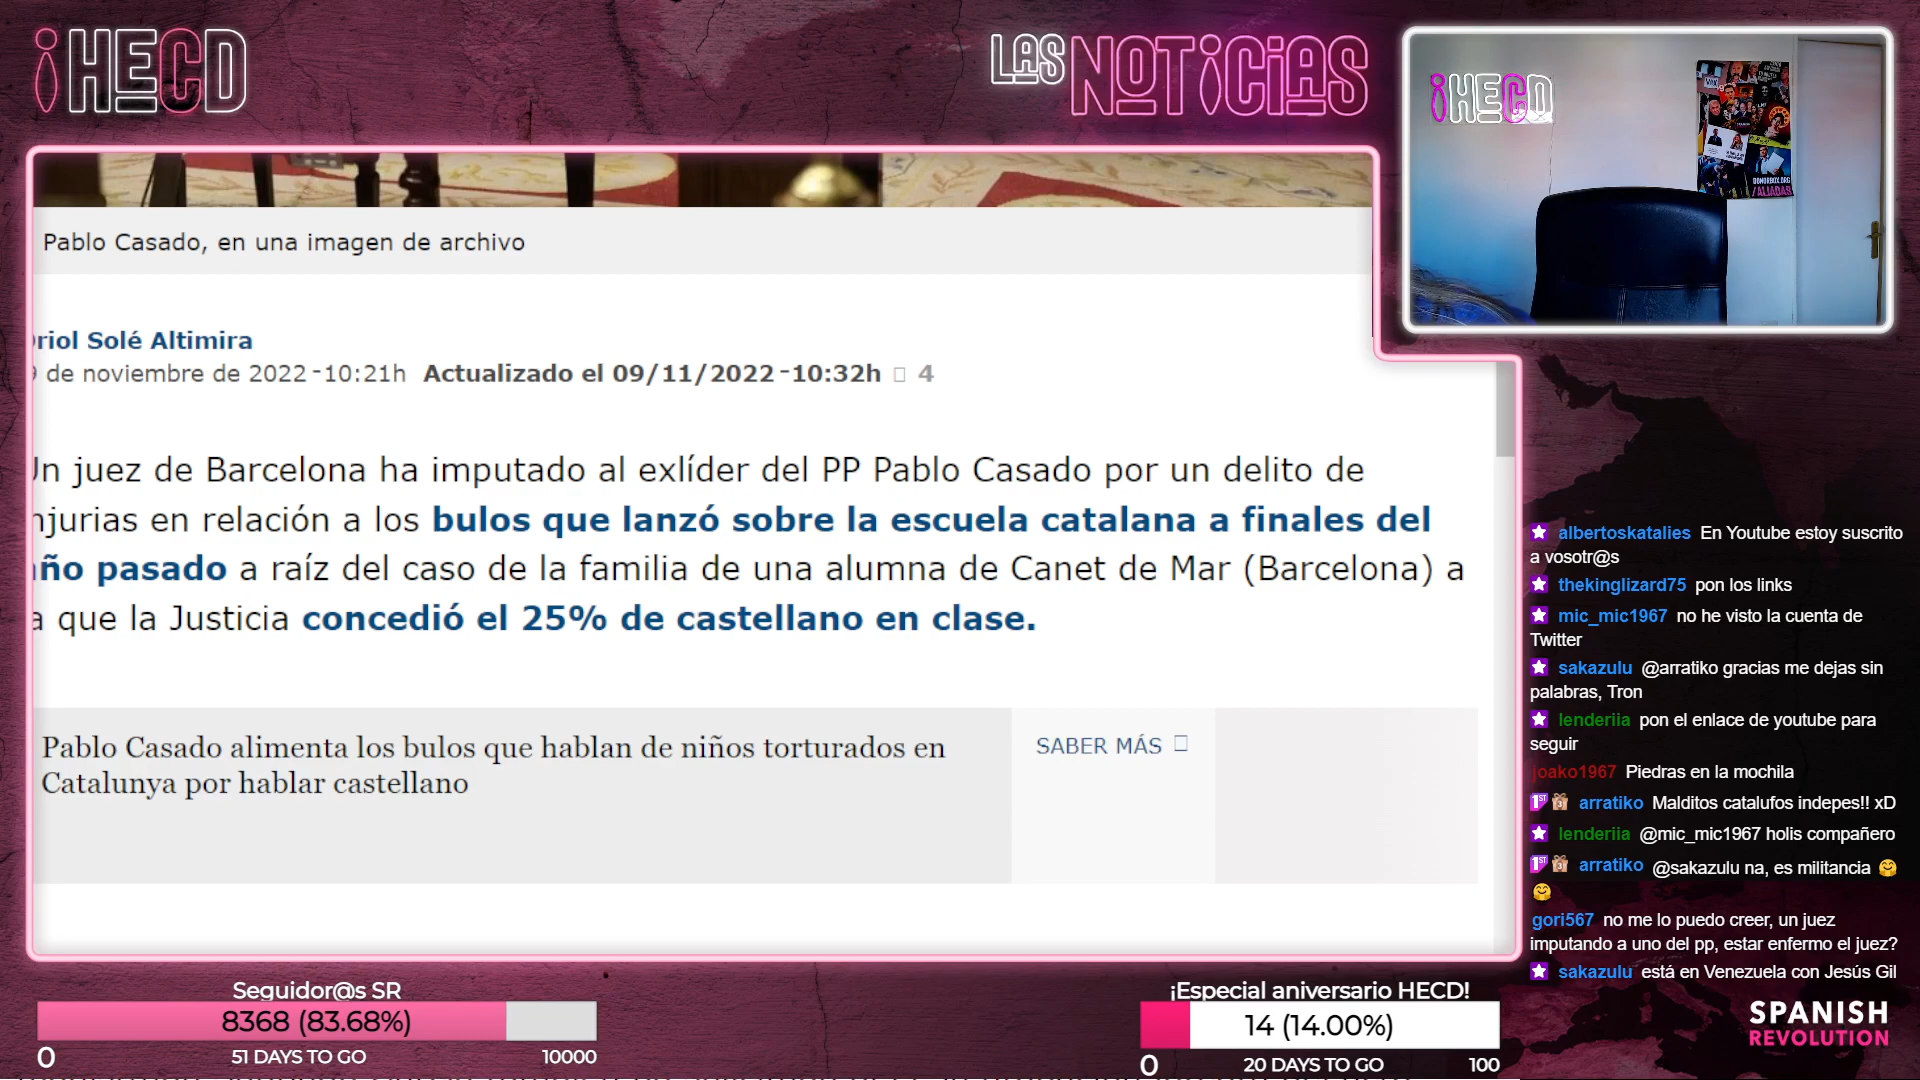 ¡HECD
LAS NOTICIAS
¡HECD
DONORBOX.ORG
/ALIADAS
Pablo Casado, en una imagen de archivo
riol Solé Altimira
9 de noviembre de 2022 -10:21h Actualizado el 09/11/2022 -10:32h 4
Un juez de Barcelona ha imputado al exlíder del PP Pablo Casado por un delito de
njurias en relación a los bulos que lanzó sobre la escuela catalana a finales del
año pasado a raíz del caso de la familia de una alumna de Canet de Mar (Barcelona) a
a que la Justicia concedió el 25% de castellano en clase.
Pablo Casado alimenta los bulos que hablan de niños torturados en
Catalunya por hablar castellano
SABER MÁS
albertoskatalies En Youtube estoy suscrito
a vosotr@s
thekinglizard75 pon los links
mic_mic1967 no he visto la cuenta de
Twitter
sakazulu @arratiko gracias me dejas sin
palabras, Tron
lenderiia pon el enlace de youtube para
seguir
joako1967 Piedras en la mochila
1ST 3 arratiko Malditos catalufos indepes!! xD
lenderiia @mic_mic1967 holis compañero
1ST 3 arratiko @sakazulu na, es militancia 🤗
🤗
gori567 no me lo puedo creer, un juez
imputando a uno del pp, estar enfermo el juez?
sakazulu está en Venezuela con Jesús Gil
Seguidor@s SR
8368 (83.68%)
0 51 DAYS TO GO 10000
¡Especial aniversario HECD!
14 (14.00%)
0 20 DAYS TO GO 100
SPANISH
REVOLUTION